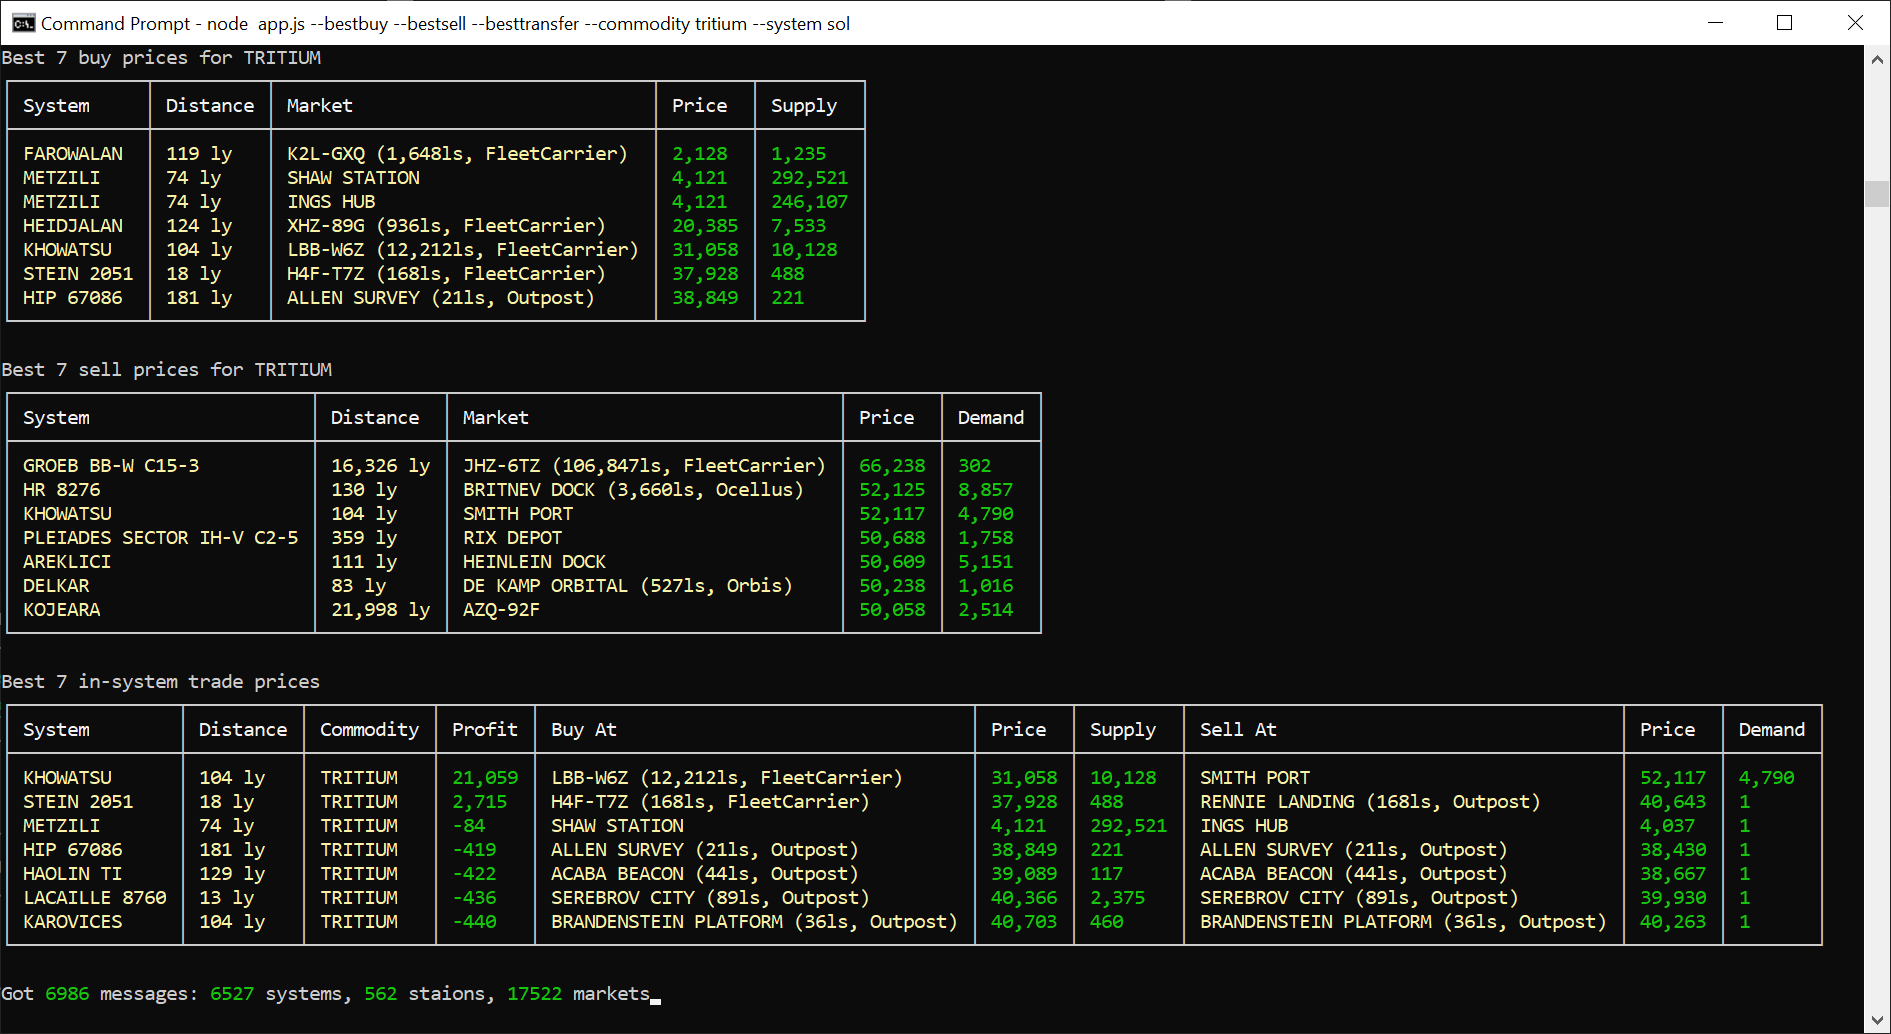 Command Prompt - node  app.js --bestbuy --bestsell --besttransfer --commodity tritium --system sol
Best 7 buy prices for TRITIUM
System Distance Market Price Supply
FAROWALAN 119 ly K2L-GXQ (1,648ls, FleetCarrier) 2,128 1,235
METZILI 74 ly SHAW STATION 4,121 292,521
METZILI 74 ly INGS HUB 4,121 246,107
HEIDJALAN 124 ly XHZ-89G (936ls, FleetCarrier) 20,385 7,533
KHOWATSU 104 ly LBB-W6Z (12,212ls, FleetCarrier) 31,058 10,128
STEIN 2051 18 ly H4F-T7Z (168ls, FleetCarrier) 37,928 488
HIP 67086 181 ly ALLEN SURVEY (21ls, Outpost) 38,849 221
Best 7 sell prices for TRITIUM
System Distance Market Price Demand
GROEB BB-W C15-3 16,326 ly JHZ-6TZ (106,847ls, FleetCarrier) 66,238 302
HR 8276 130 ly BRITNEV DOCK (3,660ls, Ocellus) 52,125 8,857
KHOWATSU 104 ly SMITH PORT 52,117 4,790
PLEIADES SECTOR IH-V C2-5 359 ly RIX DEPOT 50,688 1,758
AREKLICI 111 ly HEINLEIN DOCK 50,609 5,151
DELKAR 83 ly DE KAMP ORBITAL (527ls, Orbis) 50,238 1,016
KOJEARA 21,998 ly AZQ-92F 50,058 2,514
Best 7 in-system trade prices
System Distance Commodity Profit Buy At Price Supply Sell At Price Demand
KHOWATSU 104 ly TRITIUM 21,059 LBB-W6Z (12,212ls, FleetCarrier) 31,058 10,128 SMITH PORT 52,117 4,790
STEIN 2051 18 ly TRITIUM 2,715 H4F-T7Z (168ls, FleetCarrier) 37,928 488 RENNIE LANDING (168ls, Outpost) 40,643 1
METZILI 74 ly TRITIUM -84 SHAW STATION 4,121 292,521 INGS HUB 4,037 1
HIP 67086 181 ly TRITIUM -419 ALLEN SURVEY (21ls, Outpost) 38,849 221 ALLEN SURVEY (21ls, Outpost) 38,430 1
HAOLIN TI 129 ly TRITIUM -422 ACABA BEACON (44ls, Outpost) 39,089 117 ACABA BEACON (44ls, Outpost) 38,667 1
LACAILLE 8760 13 ly TRITIUM -436 SEREBROV CITY (89ls, Outpost) 40,366 2,375 SEREBROV CITY (89ls, Outpost) 39,930 1
KAROVICES 104 ly TRITIUM -440 BRANDENSTEIN PLATFORM (36ls, Outpost) 40,703 460 BRANDENSTEIN PLATFORM (36ls, Outpost) 40,263 1
Got 6986 messages: 6527 systems, 562 staions, 17522 markets